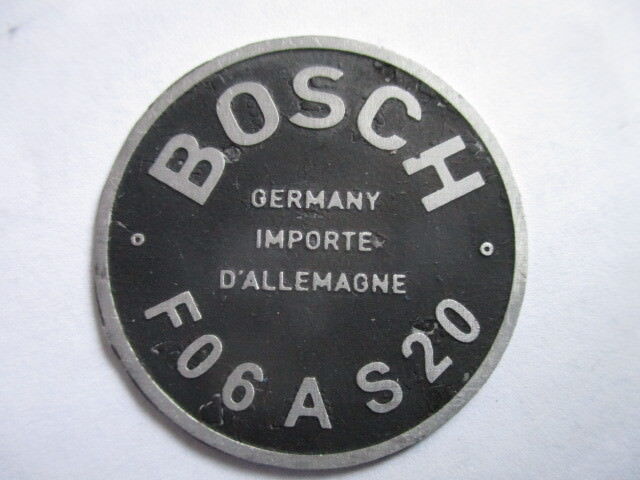 BOSCH
GERMANY
IMPORTE
D'ALLEMAGNE
F06 A S20